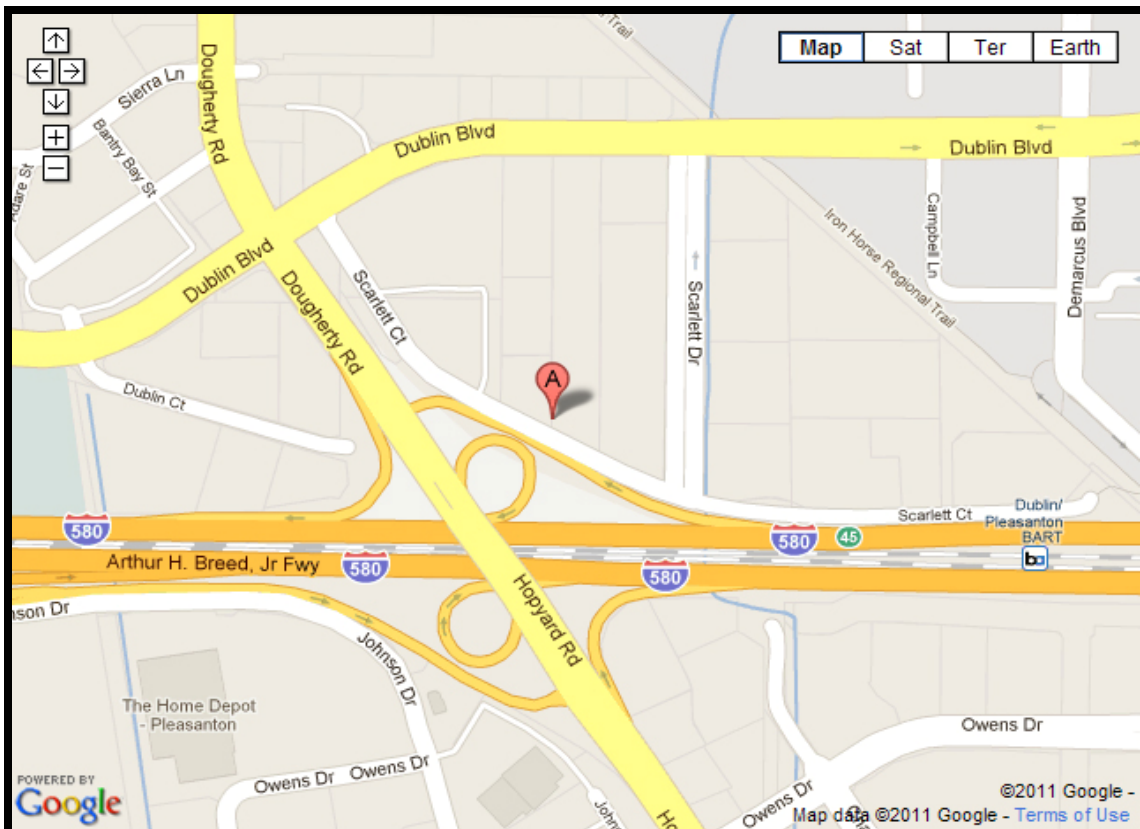 Map
Sat
Ter
Earth
Trail
Dougherty Rd
Sierra Ln
Bantry Bay St
Adare St
Dublin Blvd
Dublin Blvd
Campbell Ln
Demarcus Blvd
Iron Horse Regional Trail
Dublin Blvd
Dougherty Rd
Scarlett Ct
Scarlett Dr
Dublin Ct
A
Scarlett Ct
Dublin/
Pleasanton
BART
580
580
45
Arthur H. Breed, Jr Fwy
580
580
Hopyard Rd
nson Dr
Johnson Dr
The Home Depot
- Pleasanton
Owens Dr
Owens Dr
Owens Dr
Owens Dr
John
Ho
POWERED BY
Google
©2011 Google -
Map data ©2011 Google - Terms of Use